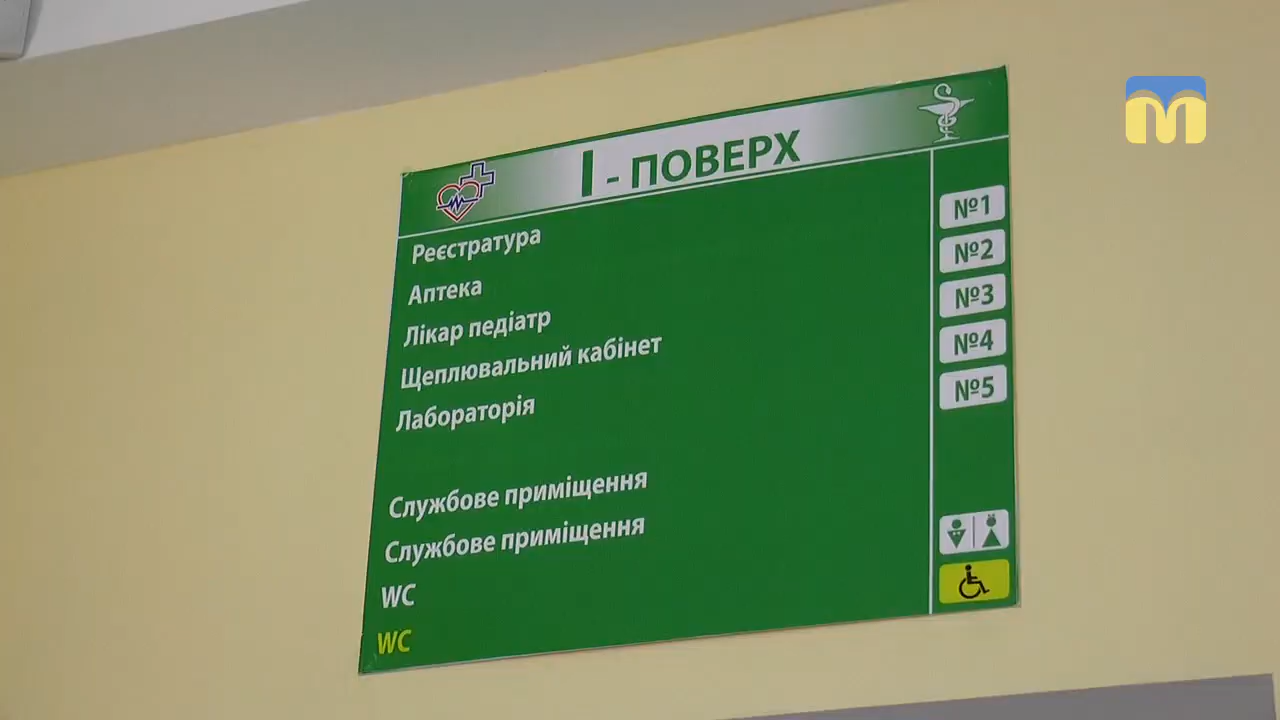 I - ПОВЕРХ
Реєстратура №1
Аптека №2
Лікар педіатр №3
Щеплювальний кабінет №4
Лабораторія №5
Службове приміщення
Службове приміщення
WC
WC